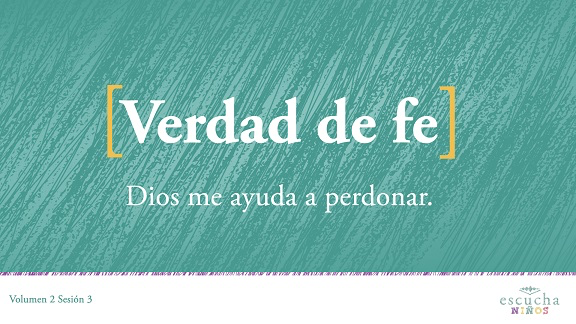 [Verdad de fe]
Dios me ayuda a perdonar.
Volumen 2 Sesión 3
escucha
NIÑOS